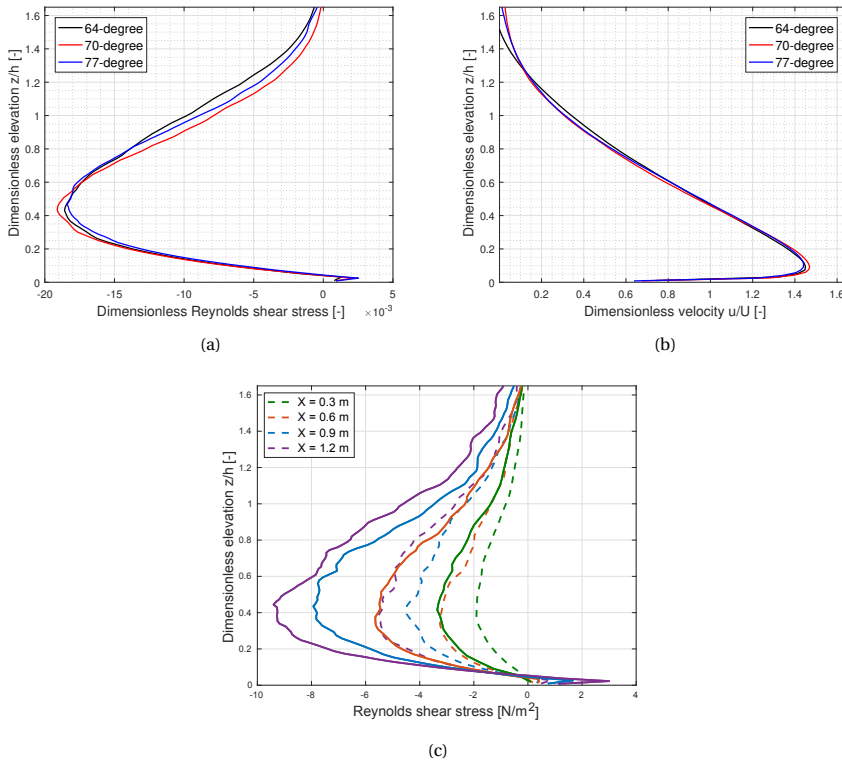 1.6
1.4
1.2
1
0.8
0.6
0.4
0.2
0
Dimensionless elevation z/h [-]
64-degree
70-degree
77-degree
-20 -15 -10 -5 0 5
Dimensionless Reynolds shear stress [-] ×10⁻³
(a)
1.6
1.4
1.2
1
0.8
0.6
0.4
0.2
0
Dimensionless elevation z/h [-]
64-degree
70-degree
77-degree
0.2 0.4 0.6 0.8 1 1.2 1.4 1.6
Dimensionless velocity u/U [-]
(b)
1.6
1.4
1.2
1
0.8
0.6
0.4
0.2
0
Dimensionless elevation z/h [-]
X = 0.3 m
X = 0.6 m
X = 0.9 m
X = 1.2 m
-10 -8 -6 -4 -2 0 2 4
Reynolds shear stress [N/m²]
(c)